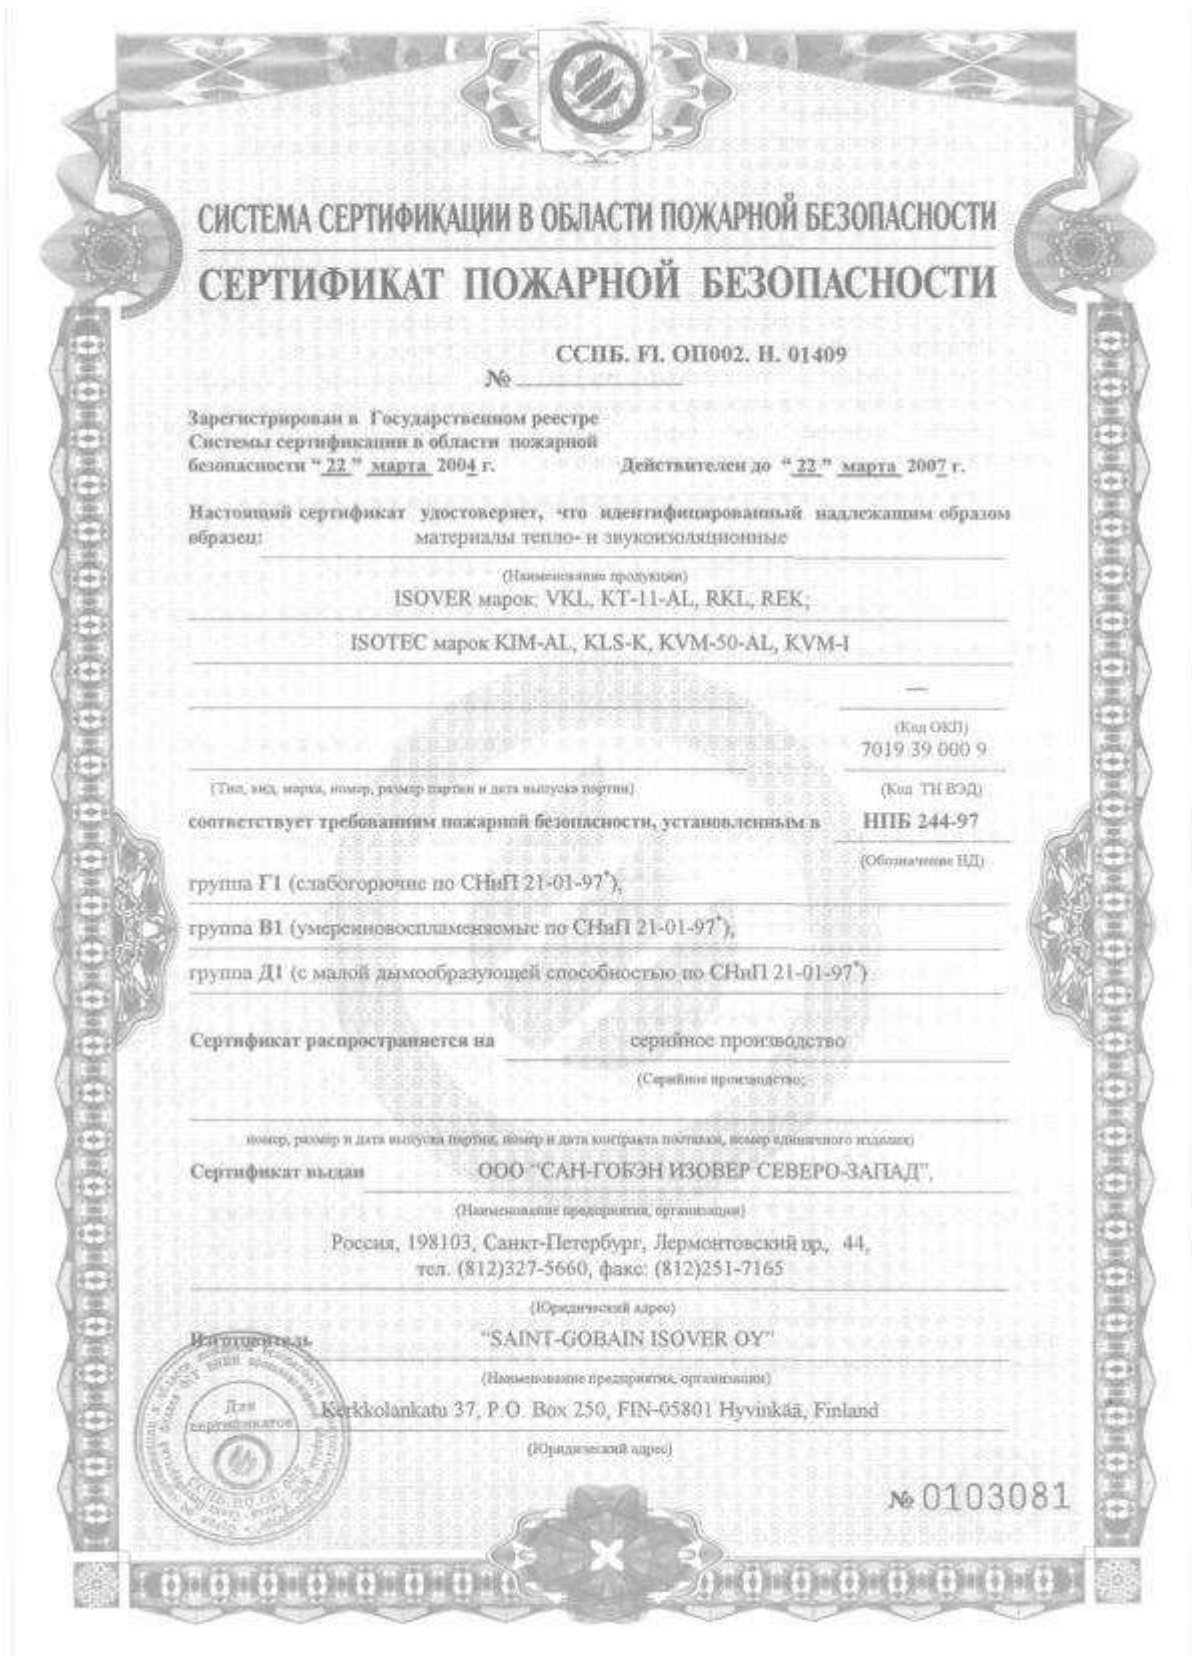 СИСТЕМА СЕРТИФИКАЦИИ В ОБЛАСТИ ПОЖАРНОЙ БЕЗОПАСНОСТИ
СЕРТИФИКАТ ПОЖАРНОЙ БЕЗОПАСНОСТИ
ССПБ. FI. ОП002. Н. 01409
№
Зарегистрирован в Государственном реестре
Системы сертификации в области пожарной
безопасности “ 22 ” марта 2004 г. Действителен до “ 22 ” марта 2007 г.
Настоящий сертификат удостоверяет, что идентифицированный надлежащим образом
образец: материалы тепло- и звукоизоляционные
(Наименование продукции)
ISOVER марок: VKL, KT-11-AL, RKL, REK;
ISOTEC марок KIM-AL, KLS-K, KVM-50-AL, KVM-I
—
(Код ОКП)
7019 39 000 9
(Тип, вид, марка, номер, размер партии и дата выпуска партии) (Код ТН ВЭД)
соответствует требованиям пожарной безопасности, установленным в НПБ 244-97
(Обозначение НД)
группа Г1 (слабогорючие по СНиП 21-01-97*),
группа В1 (умеренновоспламеняемые по СНиП 21-01-97*),
группа Д1 (с малой дымообразующей способностью по СНиП 21-01-97*)
Сертификат распространяется на серийное производство
(Серийное производство;
номер, размер и дата выпуска партии, номер и дата контракта поставки, номер единичного изделия)
Сертификат выдан ООО "САН-ГОБЭН ИЗОВЕР СЕВЕРО-ЗАПАД",
(Наименование предприятия, организации)
Россия, 198103, Санкт-Петербург, Лермонтовский пр., 44,
тел. (812)327-5660, факс: (812)251-7165
(Юридический адрес)
Изготовитель "SAINT-GOBAIN ISOVER OY"
(Наименование предприятия, организации)
Kerkkolankatu 37, P.O. Box 250, FIN-05801 Hyvinkää, Finland
(Юридический адрес)
Для
сертификатов
№ 0103081